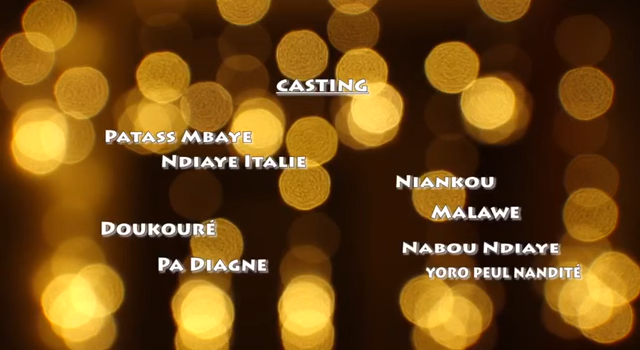 CASTING
PATASS MBAYE
NDIAYE ITALIE
DOUKOURÉ
PA DIAGNE
NIANKOU
MALAWE
NABOU NDIAYE
YORO PEUL NANDITÉ